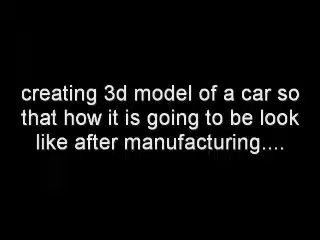 creating 3d model of a car so
that how it is going to be look
like after manufacturing....